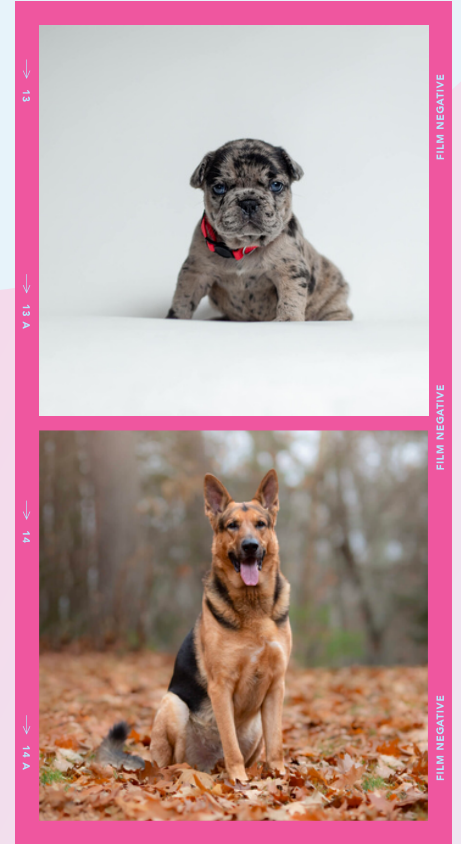 → 13
→ 13 A
→ 14
→ 14 A
FILM NEGATIVE
FILM NEGATIVE
FILM NEGATIVE